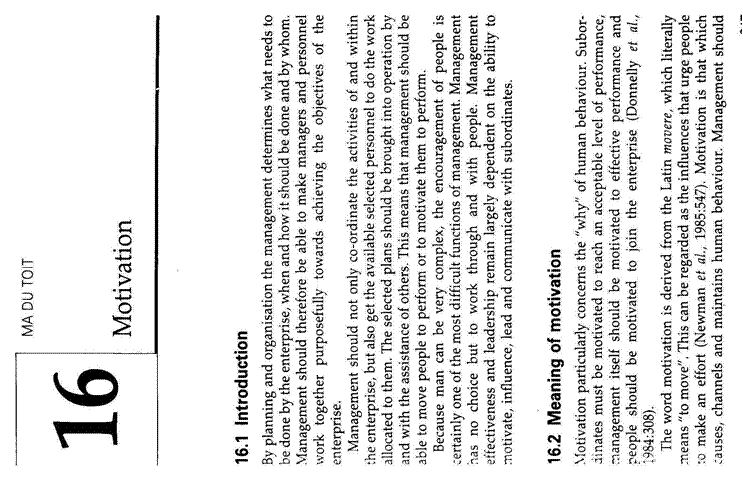 16
MA DU TOIT
Motivation
16.1 Introduction
By planning and organisation the management determines what needs to
be done by the enterprise, when and how it should be done and by whom.
Management should therefore be able to make managers and personnel
work together purposefully towards achieving the objectives of the
enterprise.
Management should not only co-ordinate the activities of and within
the enterprise, but also get the available selected personnel to do the work
allocated to them. The selected plans should be brought into operation by
and with the assistance of others. This means that management should be
able to move people to perform or to motivate them to perform.
Because man can be very complex, the encouragement of people is
certainly one of the most difficult functions of management. Management
has no choice but to work through and with people. Management
effectiveness and leadership remain largely dependent on the ability to
motivate, influence, lead and communicate with subordinates.
16.2 Meaning of motivation
Motivation particularly concerns the "why" of human behaviour. Subor-
dinates must be motivated to reach an acceptable level of performance,
management itself should be motivated to effective performance and
people should be motivated to join the enterprise (Donnelly et al.,
1984:308).
The word motivation is derived from the Latin movere, which literally
means "to move". This can be regarded as the influences that urge people
to make an effort (Newman et al., 1985:547). Motivation is that which
causes, channels and maintains human behaviour. Management should